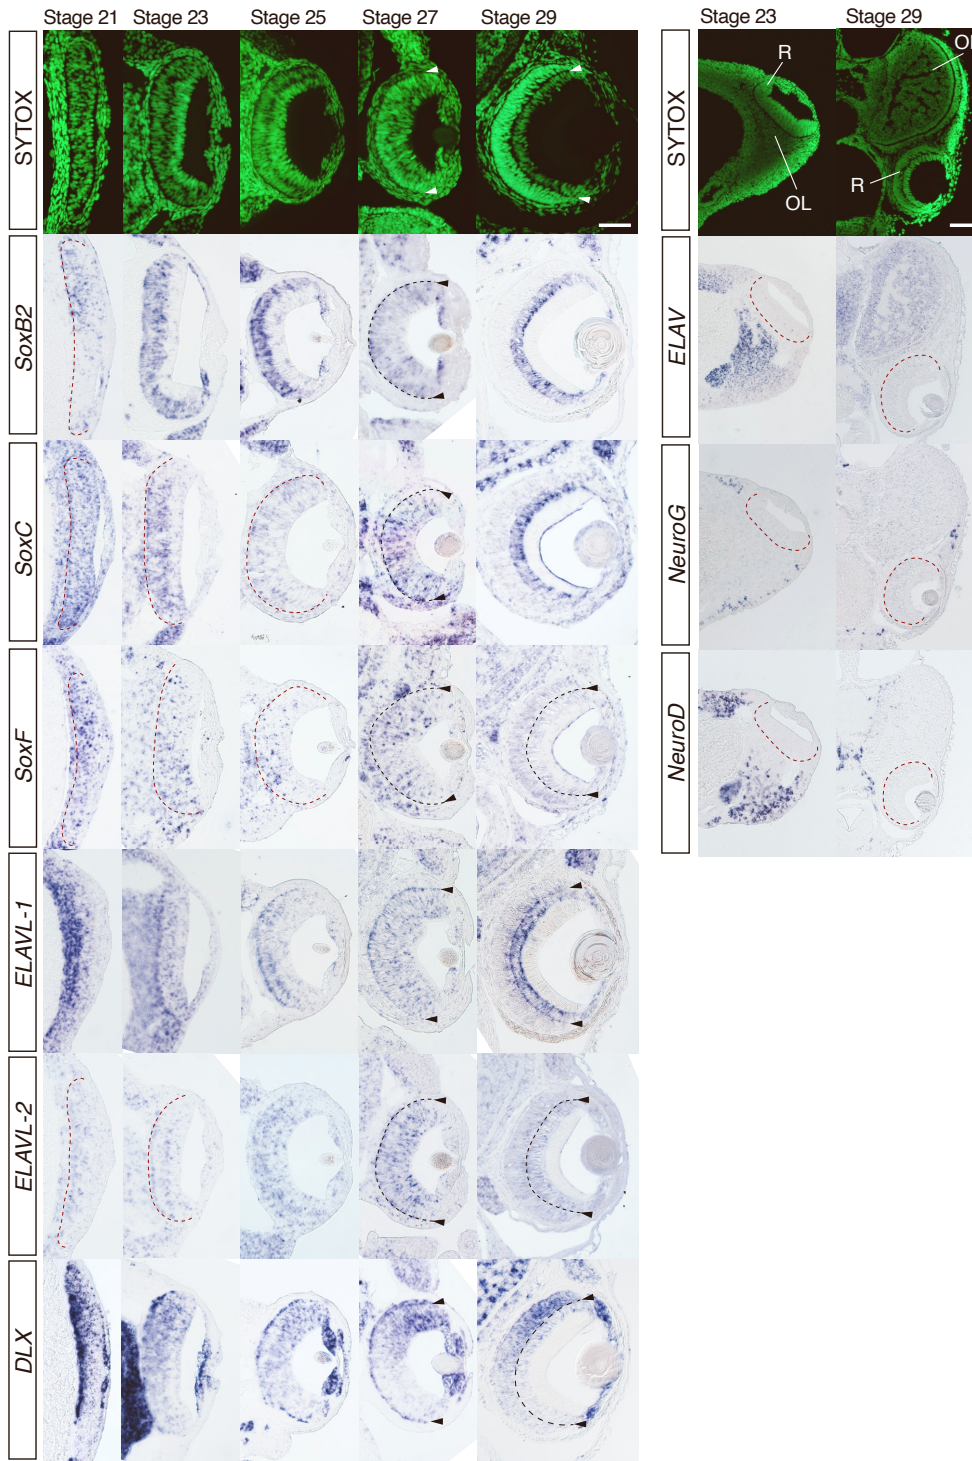 Stage 21 Stage 23 Stage 25 Stage 27 Stage 29
Stage 23 Stage 29
SYTOX
SYTOX
R
OL
OL
R
SoxB2
ELAV
SoxC
NeuroG
SoxF
NeuroD
ELAVL-1
ELAVL-2
DLX